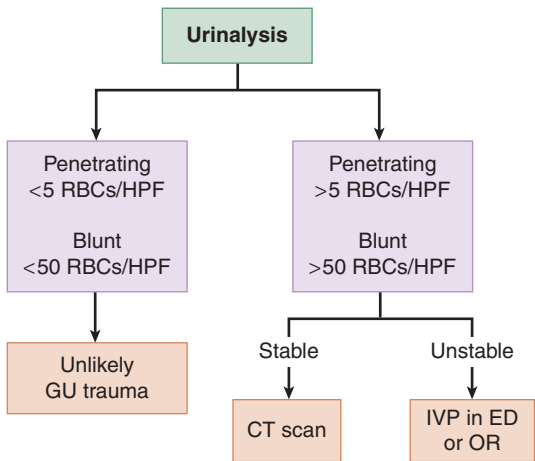 Urinalysis
Penetrating
<5 RBCs/HPF
Blunt
<50 RBCs/HPF
Penetrating
>5 RBCs/HPF
Blunt
>50 RBCs/HPF
Unlikely
GU trauma
Stable
Unstable
CT scan
IVP in ED
or OR